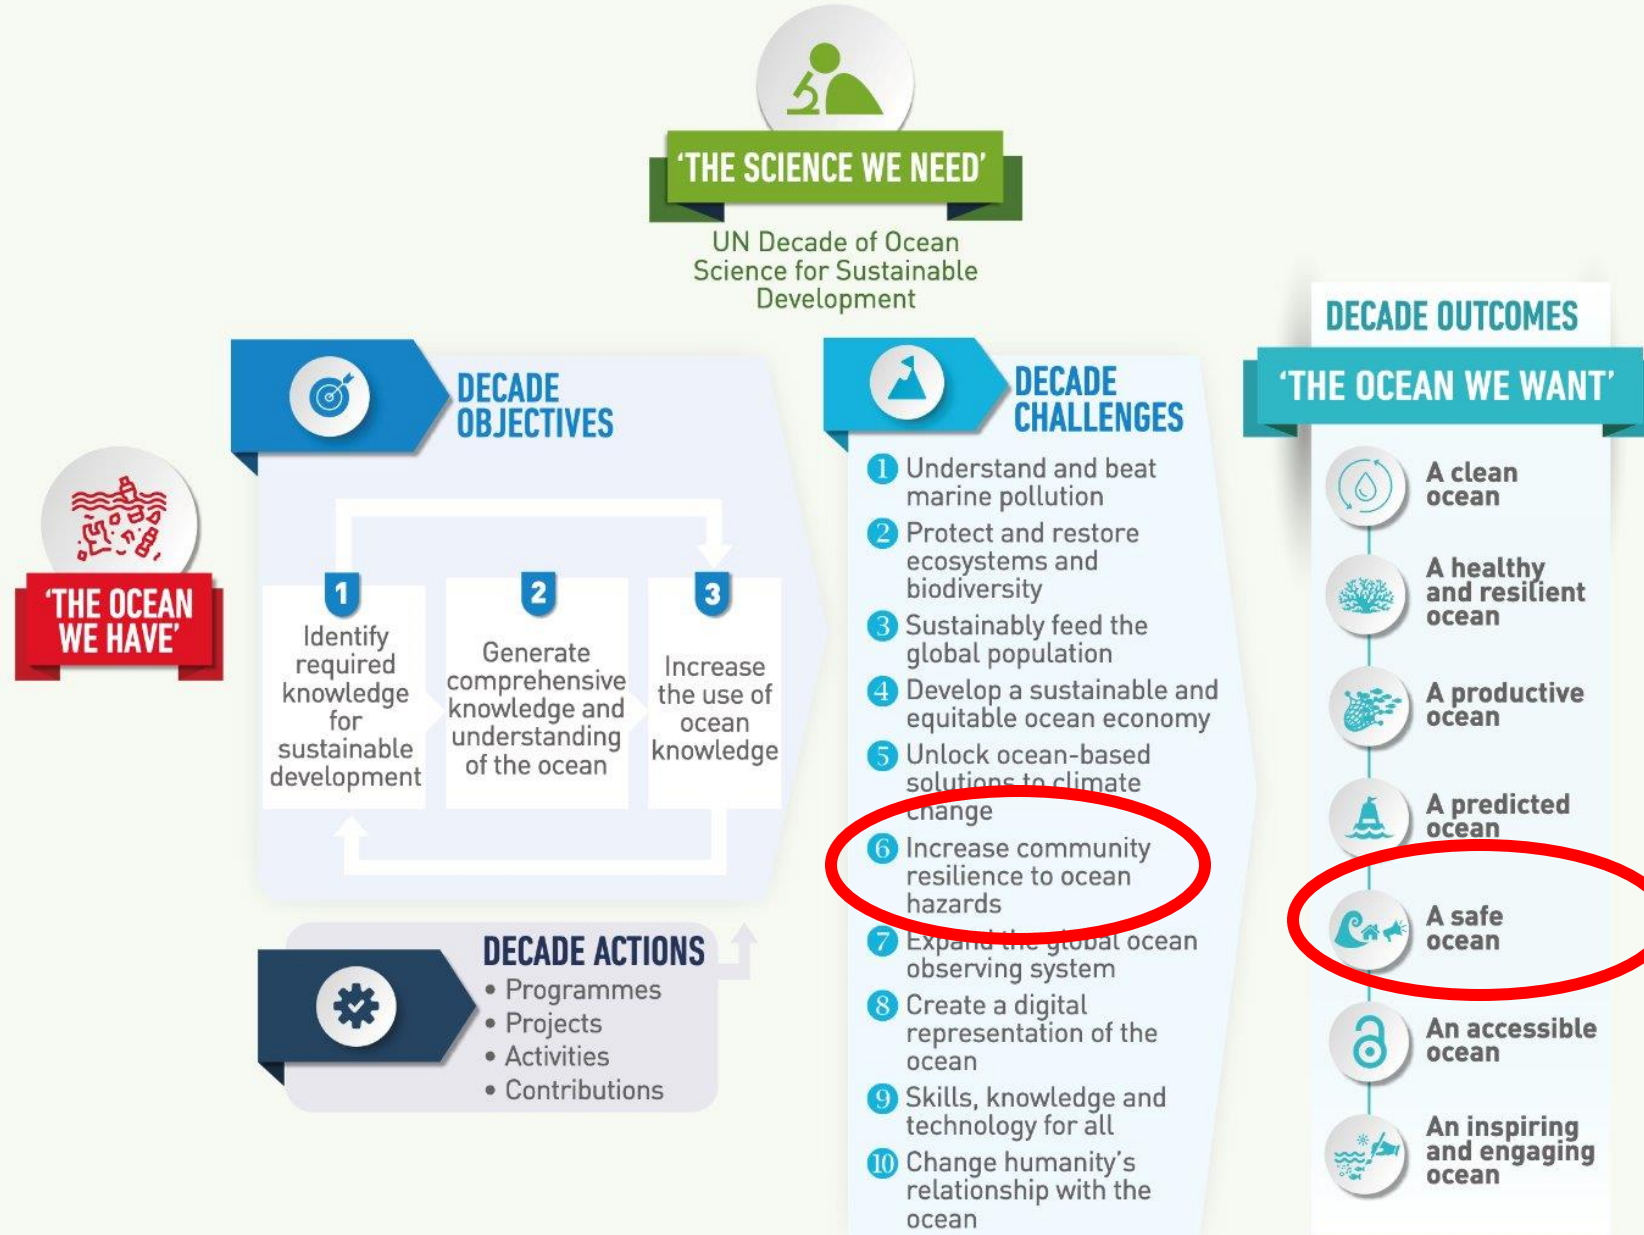 'THE SCIENCE WE NEED'
UN Decade of Ocean
Science for Sustainable
Development
'THE OCEAN
WE HAVE'
DECADE
OBJECTIVES
1
Identify
required
knowledge
for
sustainable
development
2
Generate
comprehensive
knowledge and
understanding
of the ocean
3
Increase
the use of
ocean
knowledge
DECADE ACTIONS
• Programmes
• Projects
• Activities
• Contributions
DECADE
CHALLENGES
1 Understand and beat
marine pollution
2 Protect and restore
ecosystems and
biodiversity
3 Sustainably feed the
global population
4 Develop a sustainable and
equitable ocean economy
5 Unlock ocean-based
solutions to climate
change
6 Increase community
resilience to ocean
hazards
7 Expand the global ocean
observing system
8 Create a digital
representation of the
ocean
9 Skills, knowledge and
technology for all
10 Change humanity's
relationship with the
ocean
DECADE OUTCOMES
'THE OCEAN WE WANT'
A clean
ocean
A healthy
and resilient
ocean
A productive
ocean
A predicted
ocean
A safe
ocean
An accessible
ocean
An inspiring
and engaging
ocean